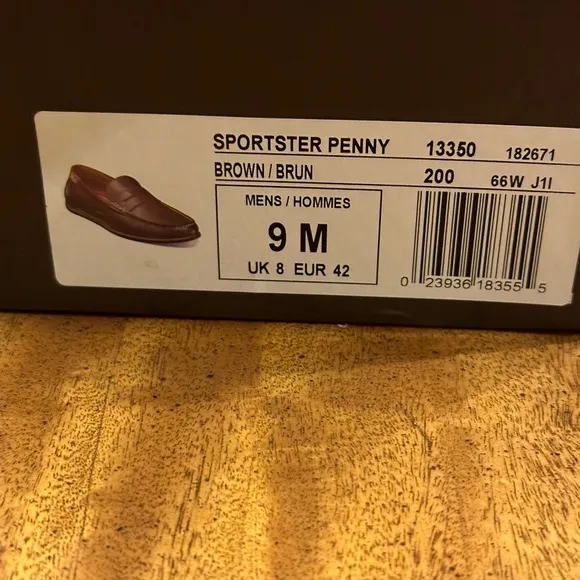 SPORTSTER PENNY 13350 182671
BROWN / BRUN 200 66W J1I
MENS / HOMMES
9 M
UK 8 EUR 42
0 23936 18355 5